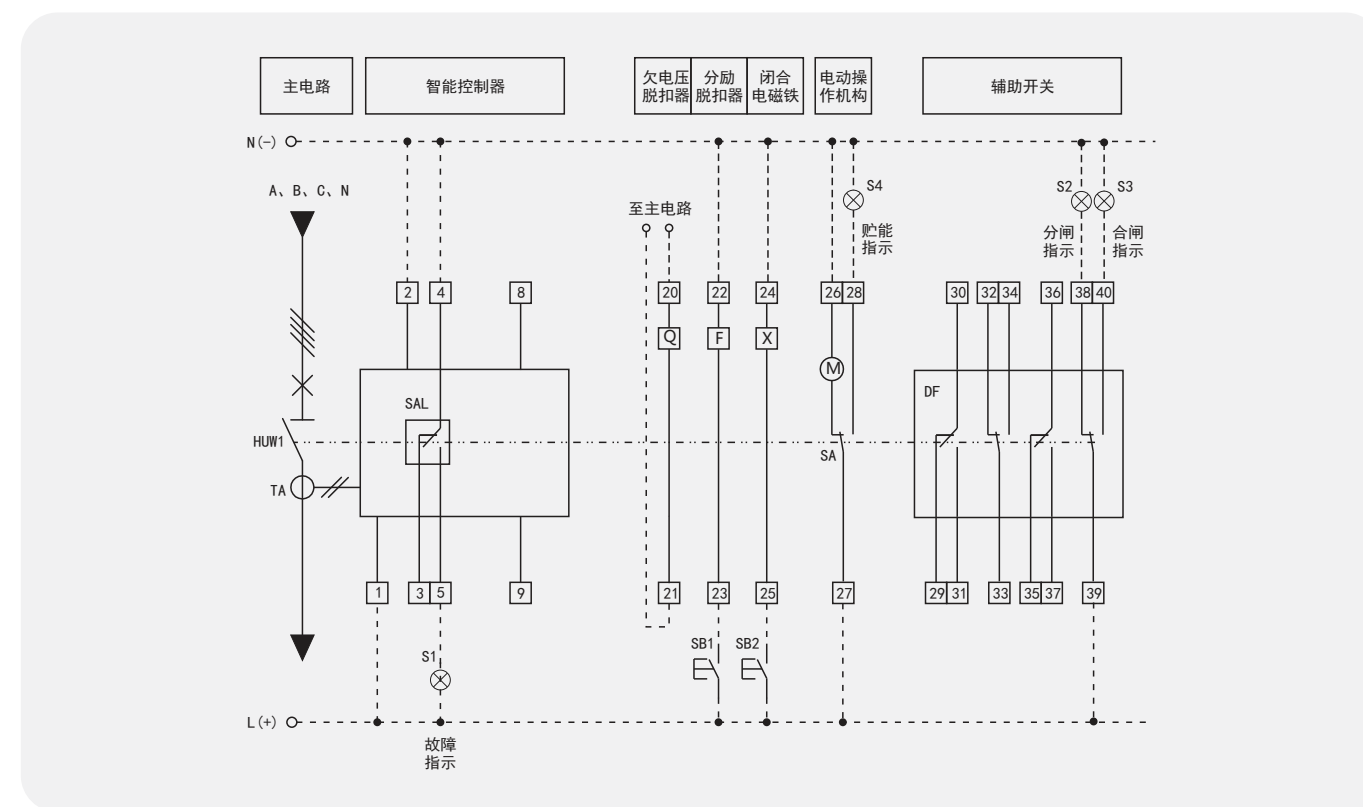 主电路
智能控制器
欠电压
脱扣器
分励
脱扣器
闭合
电磁铁
电动操
作机构
辅助开关
N(-)
A、B、C、N
至主电路
S4
贮能
指示
S2
S3
分闸
指示
合闸
指示
2
4
8
20
22
24
26
28
30
32
34
36
38
40
Q
F
X
M
SAL
DF
HUW1
SA
TA
1
3
5
9
21
23
25
27
29
31
33
35
37
39
SB1
SB2
S1
L(+)
故障
指示